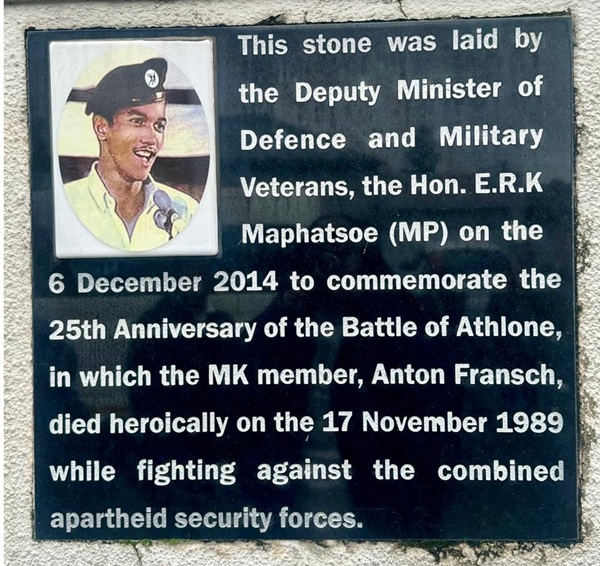 This stone was laid by
the Deputy Minister of
Defence and Military
Veterans, the Hon. E.R.K
Maphatsoe (MP) on the
6 December 2014 to commemorate the
25th Anniversary of the Battle of Athlone,
in which the MK member, Anton Fransch,
died heroically on the 17 November 1989
while fighting against the combined
apartheid security forces.